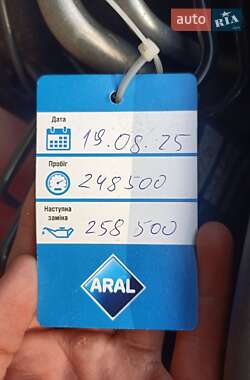 auto RIA
Дата
19.08.25
Пробіг
248500
Наступна
заміна
258 500
ARAL